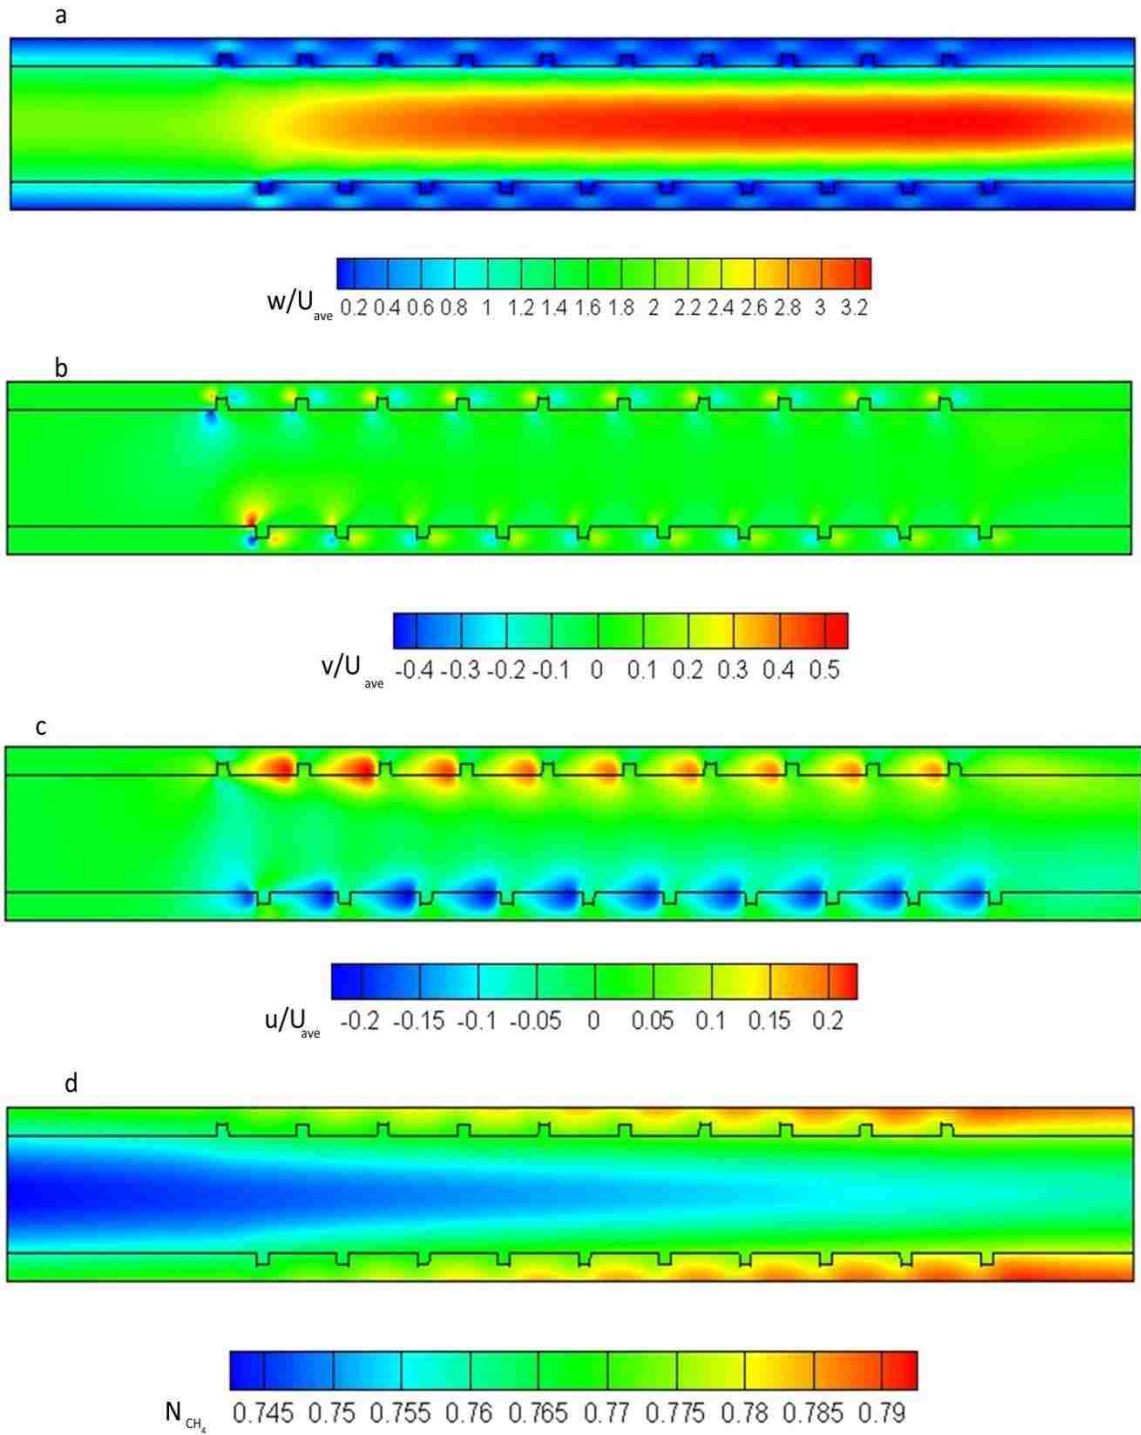 a
w/U ave 0.2 0.4 0.6 0.8 1 1.2 1.4 1.6 1.8 2 2.2 2.4 2.6 2.8 3 3.2
b
v/U ave -0.4 -0.3 -0.2 -0.1 0 0.1 0.2 0.3 0.4 0.5
c
u/U ave -0.2 -0.15 -0.1 -0.05 0 0.05 0.1 0.15 0.2
d
N CH4 0.745 0.75 0.755 0.76 0.765 0.77 0.775 0.78 0.785 0.79